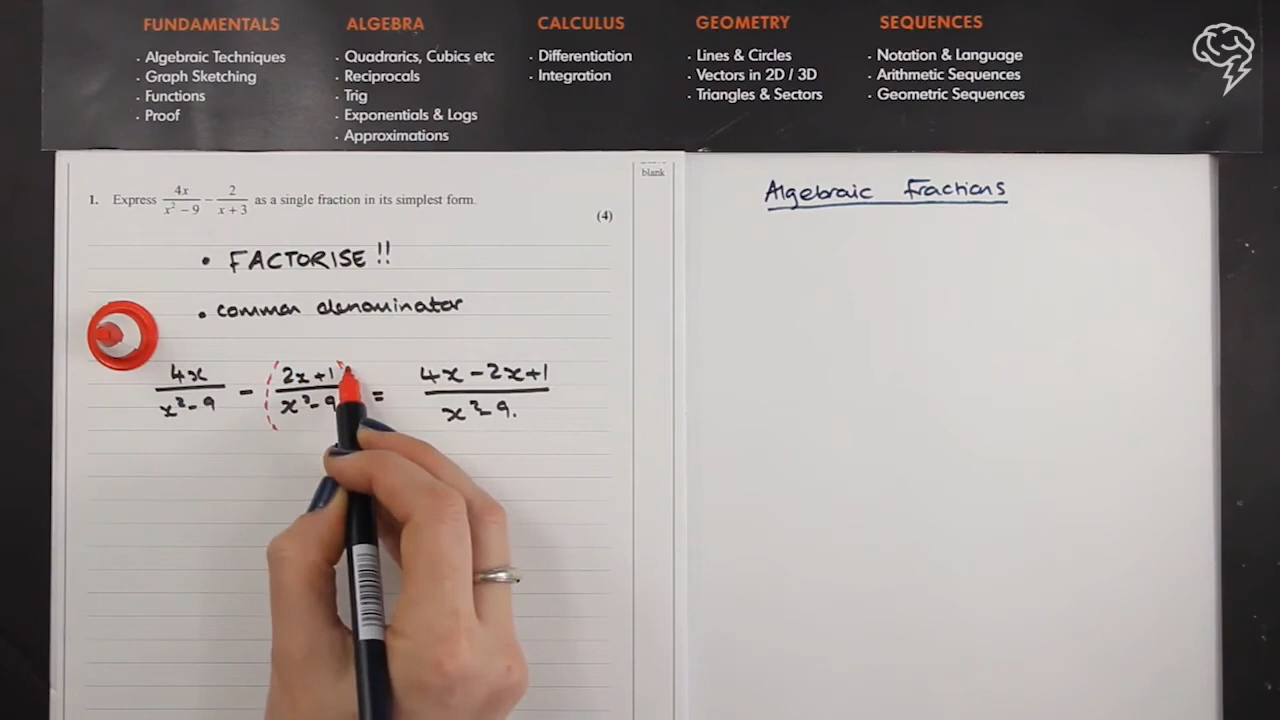 FUNDAMENTALS
· Algebraic Techniques
· Graph Sketching
· Functions
· Proof
ALGEBRA
· Quadrarics, Cubics etc
· Reciprocals
· Trig
· Exponentials & Logs
· Approximations
CALCULUS
· Differentiation
· Integration
GEOMETRY
· Lines & Circles
· Vectors in 2D / 3D
· Triangles & Sectors
SEQUENCES
· Notation & Language
· Arithmetic Sequences
· Geometric Sequences
blank
1. Express 4x/(x² − 9) − 2/(x + 3) as a single fraction in its simplest form.
(4)
• FACTORISE!!
• common denominator
4x/(x² − 9) − (2x + 1)/(x² − 9) = (4x − 2x + 1)/(x² − 9).
Algebraic Fractions